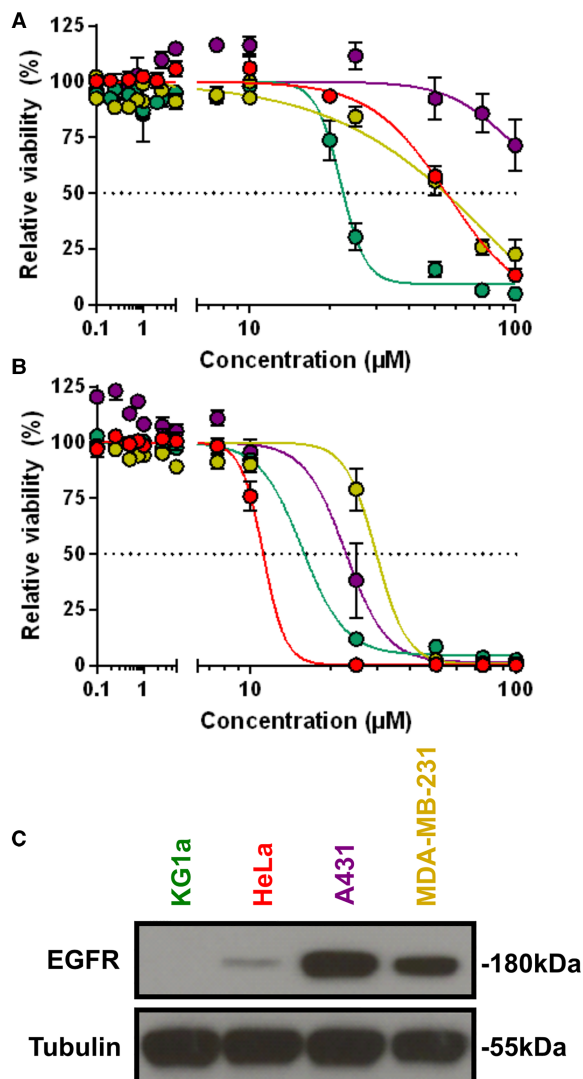 A
125
100
75
50
25
0
Relative viability (%)
0.1
1
10
100
Concentration (µM)
B
125
100
75
50
25
0
Relative viability (%)
0.1
1
10
100
Concentration (µM)
C
KG1a
HeLa
A431
MDA-MB-231
EGFR
-180kDa
Tubulin
-55kDa